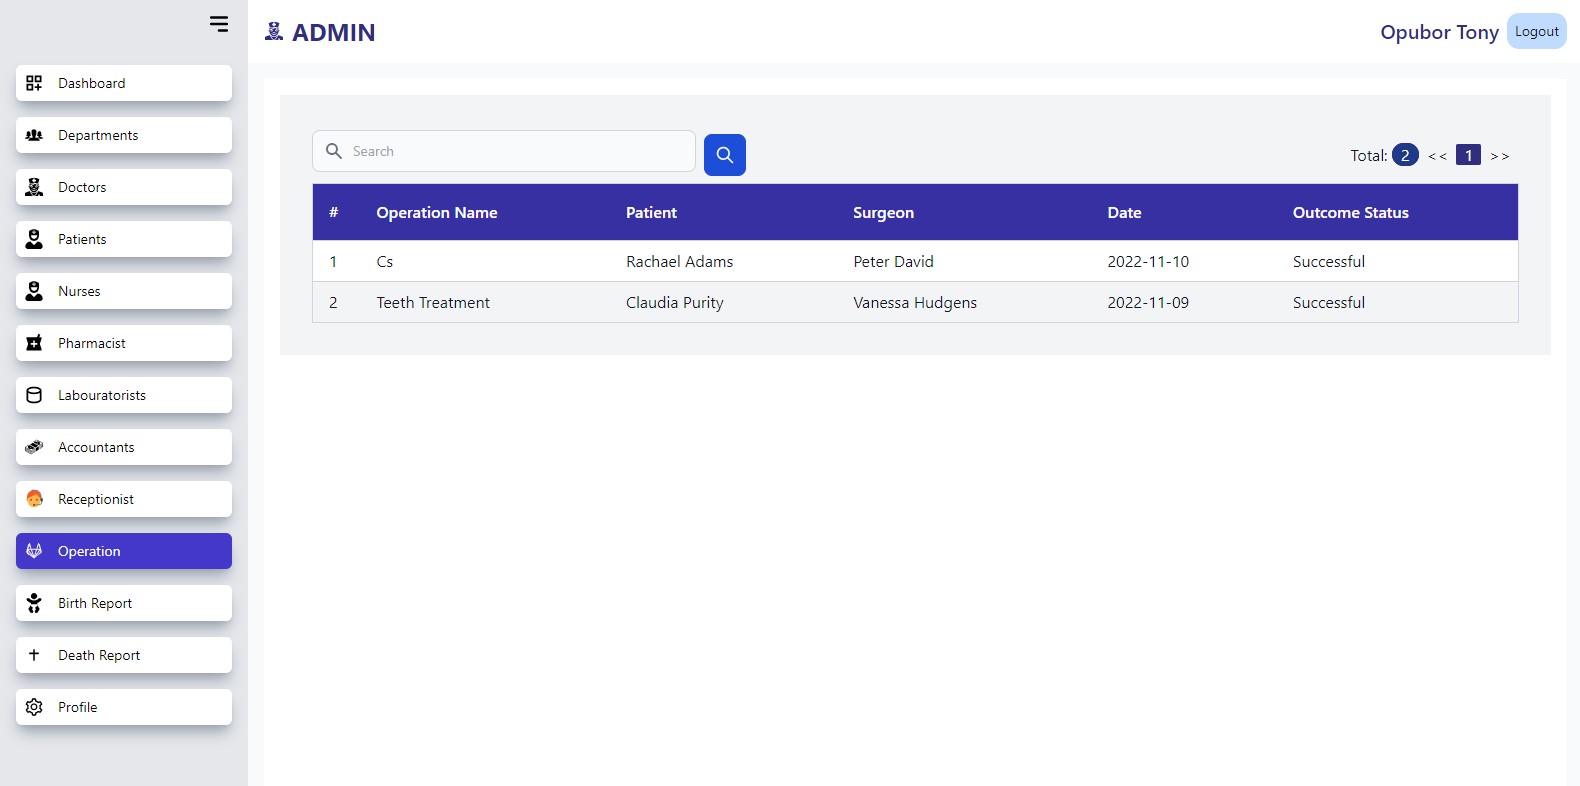 ADMIN
Opubor Tony
Logout
Dashboard
Departments
Doctors
Patients
Nurses
Pharmacist
Labouratorists
Accountants
Receptionist
Operation
Birth Report
Death Report
Profile
Search
Total: 2 << 1 >>
# Operation Name Patient Surgeon Date Outcome Status
1 Cs Rachael Adams Peter David 2022-11-10 Successful
2 Teeth Treatment Claudia Purity Vanessa Hudgens 2022-11-09 Successful